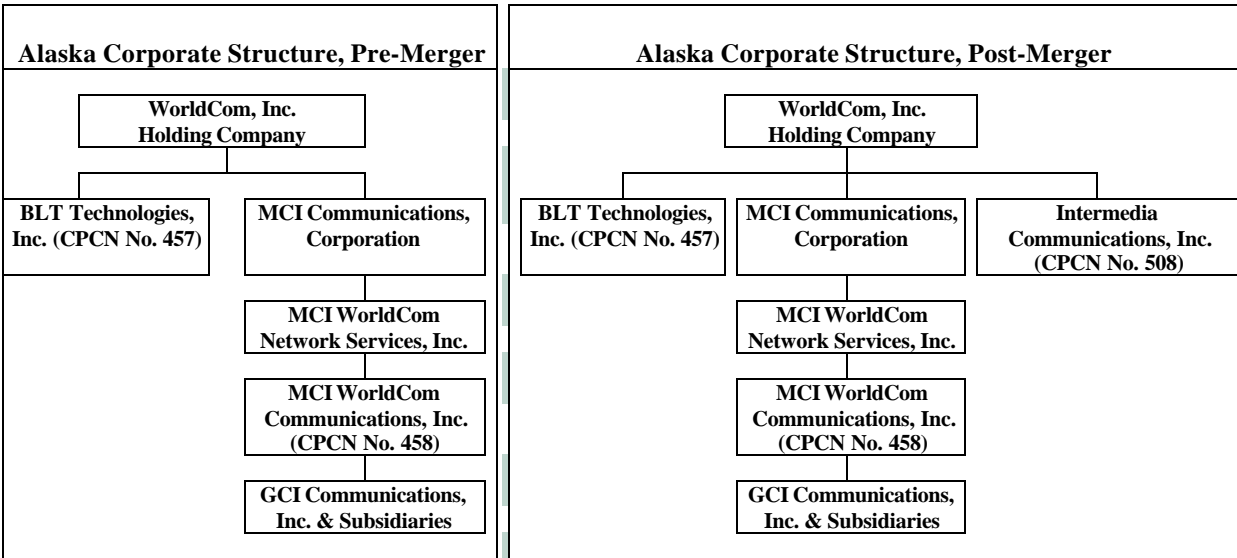 Alaska Corporate Structure, Pre-Merger
WorldCom, Inc.
Holding Company
BLT Technologies,
Inc. (CPCN No. 457)
MCI Communications,
Corporation
MCI WorldCom
Network Services, Inc.
MCI WorldCom
Communications, Inc.
(CPCN No. 458)
GCI Communications,
Inc. & Subsidiaries
Alaska Corporate Structure, Post-Merger
WorldCom, Inc.
Holding Company
BLT Technologies,
Inc. (CPCN No. 457)
MCI Communications,
Corporation
Intermedia
Communications, Inc.
(CPCN No. 508)
MCI WorldCom
Network Services, Inc.
MCI WorldCom
Communications, Inc.
(CPCN No. 458)
GCI Communications,
Inc. & Subsidiaries